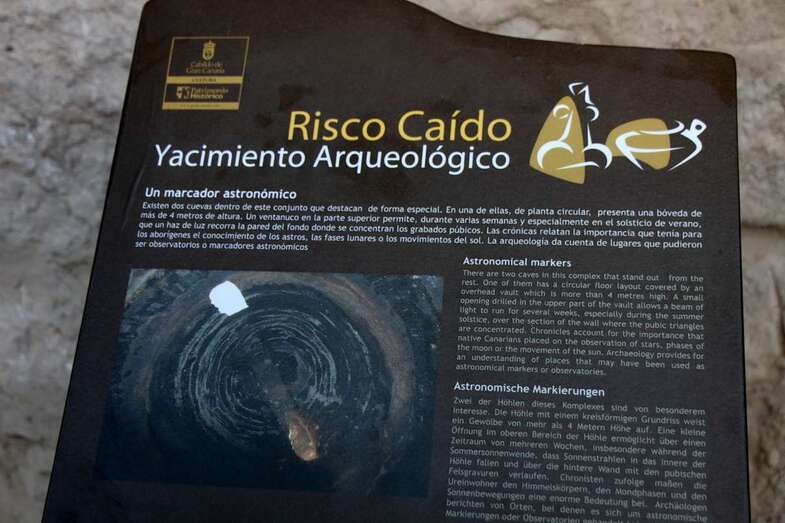 Cabildo de
Gran Canaria
CULTURA
Patrimonio
Histórico
Risco Caído
Yacimiento Arqueológico
Un marcador astronómico
Existen dos cuevas dentro de este conjunto que destacan de forma especial. En una de ellas, de planta circular, presenta una bóveda de
más de 4 metros de altura. Un ventanuco en la parte superior permite, durante varias semanas y especialmente en el solsticio de verano,
que un haz de luz recorra la pared del fondo donde se concentran los grabados púbicos. Las crónicas relatan la importancia que tenía para
los aborígenes el conocimiento de los astros, las fases lunares o los movimientos del sol. La arqueología da cuenta de lugares que pudieron
ser observatorios o marcadores astronómicos
Astronomical markers
There are two caves in this complex that stand out from the
rest. One of them has a circular floor layout covered by an
overhead vault which is more than 4 metres high. A small
opening drilled in the upper part of the vault allows a beam of
light to run for several weeks, especially during the summer
solstice, over the section of the wall where the pubic triangles
are concentrated. Chronicles account for the importance that
native Canarians placed on the observation of stars, phases of
the moon or the movement of the sun. Archaeology provides for
an understanding of places that may have been used as
astronomical markers or observatories.
Astronomische Markierungen
Zwei der Höhlen dieses Komplexes sind von besonderem
Interesse. Die Höhle mit einem kreisförmigen Grundriss weist
ein Gewölbe von mehr als 4 Metern Höhe auf. Eine kleine
Öffnung im oberen Bereich der Höhle ermöglicht über einen
Zeitraum von mehreren Wochen, insbesondere während der
Sommersonnenwende, dass Sonnenstrahlen in das Innere der
Höhle fallen und über die hintere Wand mit den pubischen
Felsgravuren verlaufen. Chronisten zufolge maßen die
Ureinwohner den Himmelskörpern, den Mondphasen und den
Sonnenbewegungen eine enorme Bedeutung bei. Archäologen
berichten von Orten, bei denen es sich um astronomische
Markierungen oder Observatorien